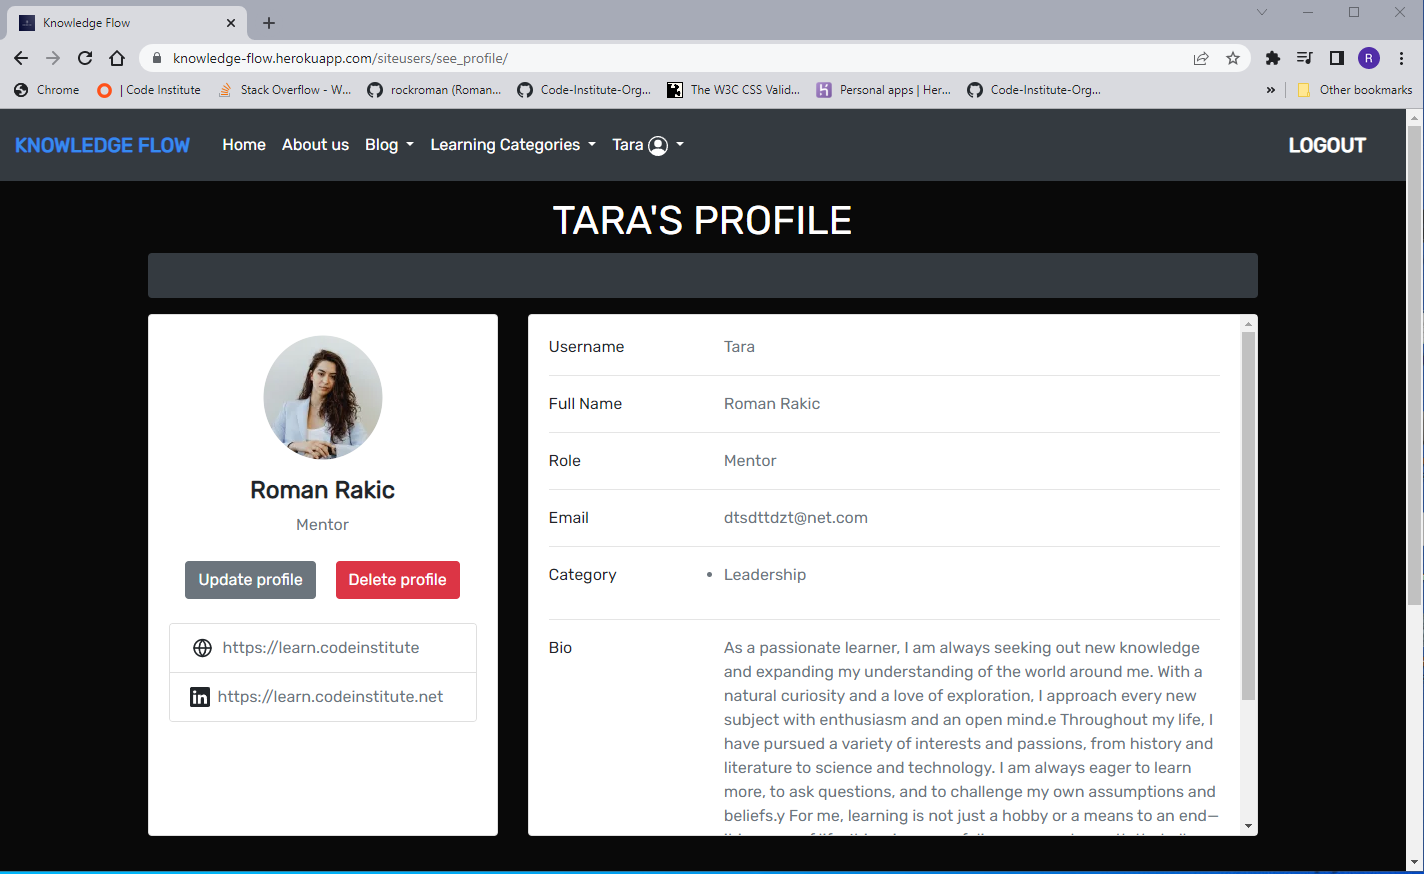 Knowledge Flow
knowledge-flow.herokuapp.com/siteusers/see_profile/
R
Chrome | Code Institute Stack Overflow - W... rockroman (Roman... Code-Institute-Org... The W3C CSS Valid... Personal apps | Her... Code-Institute-Org... » Other bookmarks
KNOWLEDGE FLOW Home About us Blog Learning Categories Tara LOGOUT
TARA'S PROFILE
Roman Rakic
Mentor
Update profile Delete profile
https://learn.codeinstitute
in https://learn.codeinstitute.net
Username Tara
Full Name Roman Rakic
Role Mentor
Email dtsdttdzt@net.com
Category • Leadership
Bio As a passionate learner, I am always seeking out new knowledge
and expanding my understanding of the world around me. With a
natural curiosity and a love of exploration, I approach every new
subject with enthusiasm and an open mind.e Throughout my life, I
have pursued a variety of interests and passions, from history and
literature to science and technology. I am always eager to learn
more, to ask questions, and to challenge my own assumptions and
beliefs.y For me, learning is not just a hobby or a means to an end—